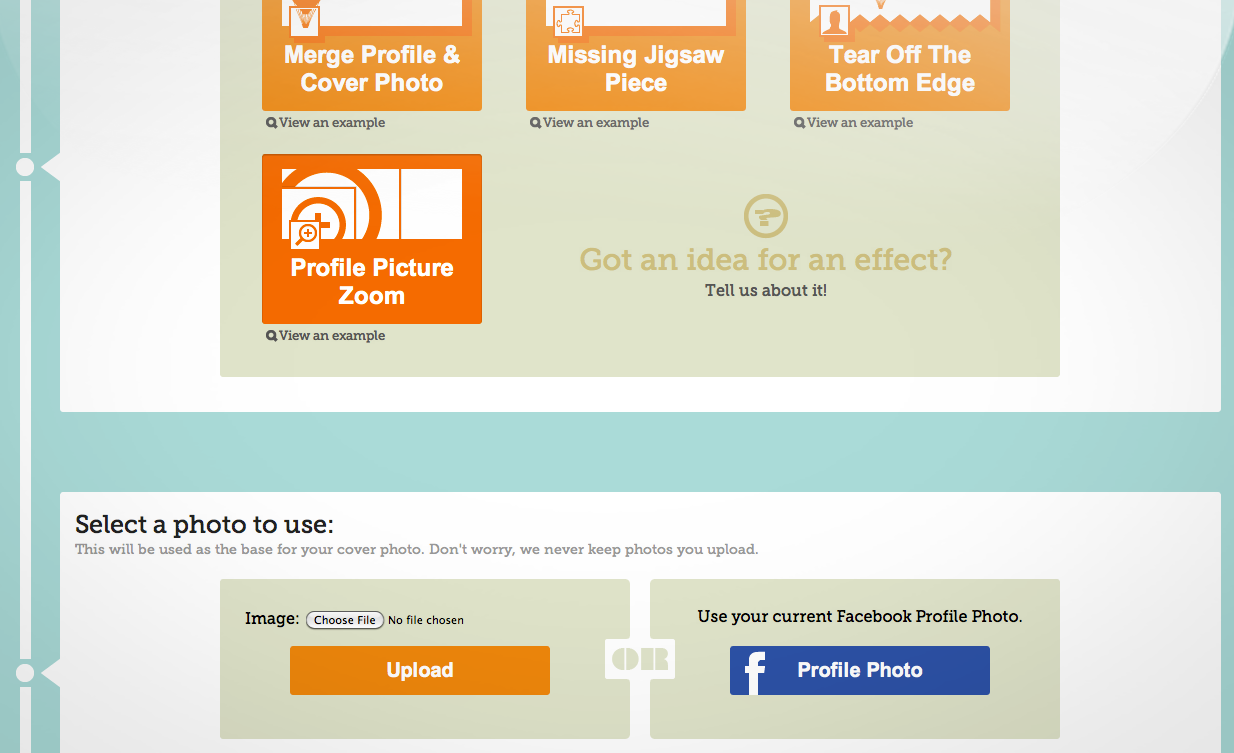 Merge Profile &
Cover Photo
Missing Jigsaw
Piece
Tear Off The
Bottom Edge
View an example
View an example
View an example
Profile Picture
Zoom
View an example
?
Got an idea for an effect?
Tell us about it!
Select a photo to use:
This will be used as the base for your cover photo. Don't worry, we never keep photos you upload.
Image: Choose File No file chosen
Upload
OR
Use your current Facebook Profile Photo.
f Profile Photo